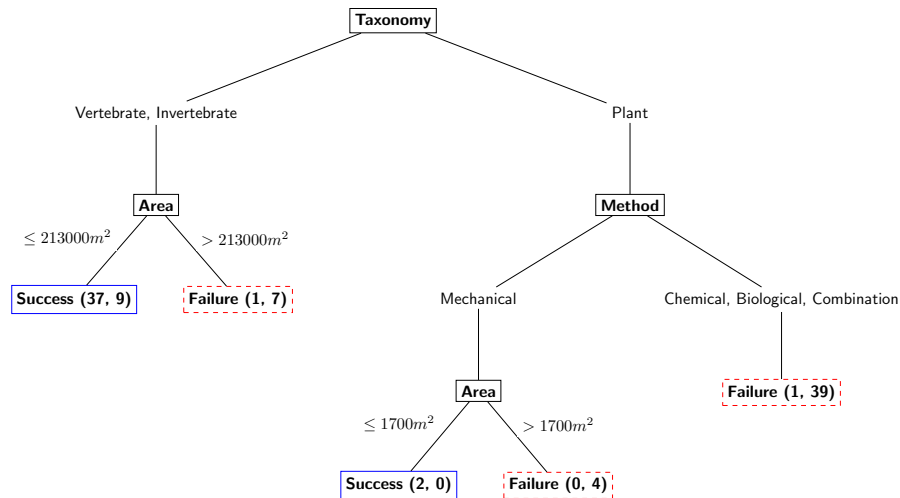 Taxonomy
Vertebrate, Invertebrate
Plant
Area
Method
≤ 213000m²
> 213000m²
Success (37, 9)
Failure (1, 7)
Mechanical
Chemical, Biological, Combination
Area
Failure (1, 39)
≤ 1700m²
> 1700m²
Success (2, 0)
Failure (0, 4)